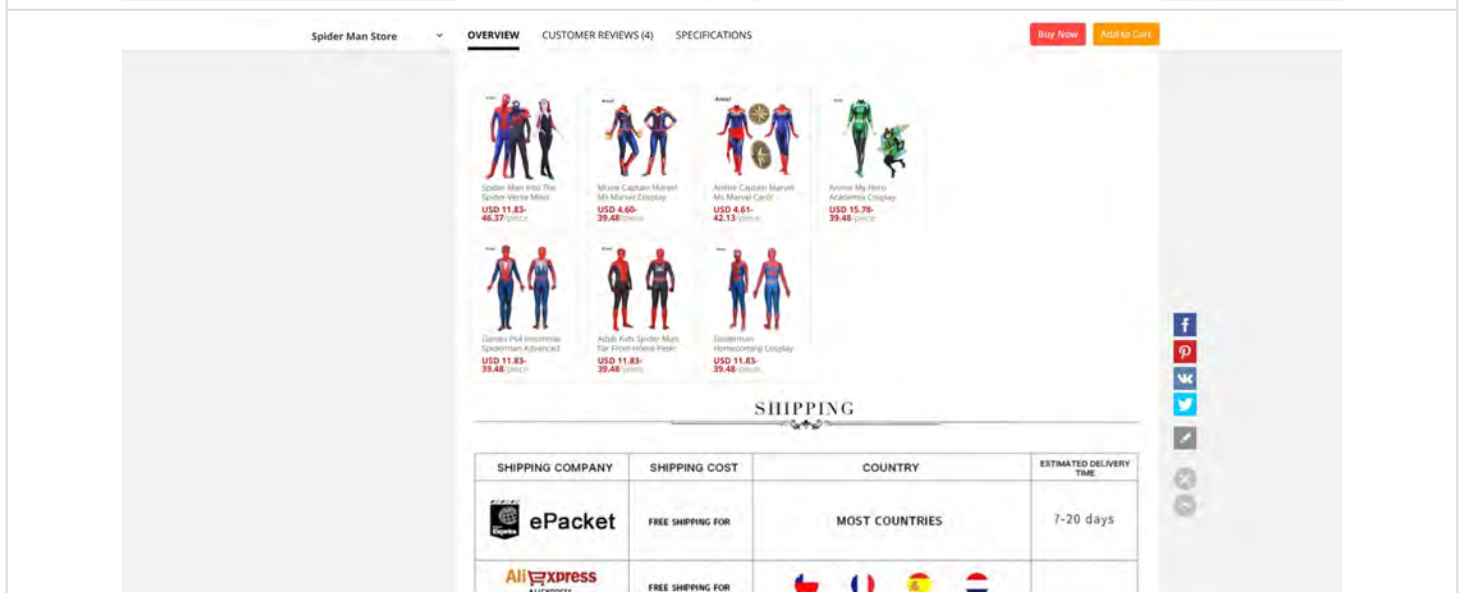 Spider Man Store
OVERVIEW
CUSTOMER REVIEWS (4)
SPECIFICATIONS
Buy Now
Add to Cart
Spider Man Into The
Spider-Verse Miles
USD 11.83-
46.37/piece
Movie Captain Marvel
Ms Marvel Cosplay
USD 4.60-
39.48/piece
Anime Captain Marvel
Ms Marvel Carol
USD 4.61-
42.13/piece
Anime My Hero
Academia Cosplay
USD 15.78-
39.48/piece
Games Ps4 Insomniac
Spiderman Advanced
USD 11.83-
39.48/piece
Adult Kids Spider Man
Far From Home Peter
USD 11.83-
39.48/piece
Spiderman
Homecoming Cosplay
USD 11.83-
39.48/piece
SHIPPING
SHIPPING COMPANY
SHIPPING COST
COUNTRY
ESTIMATED DELIVERY
TIME
ePacket
FREE SHIPPING FOR
MOST COUNTRIES
7-20 days
AliExpress
ALIEXPRESS
FREE SHIPPING FOR